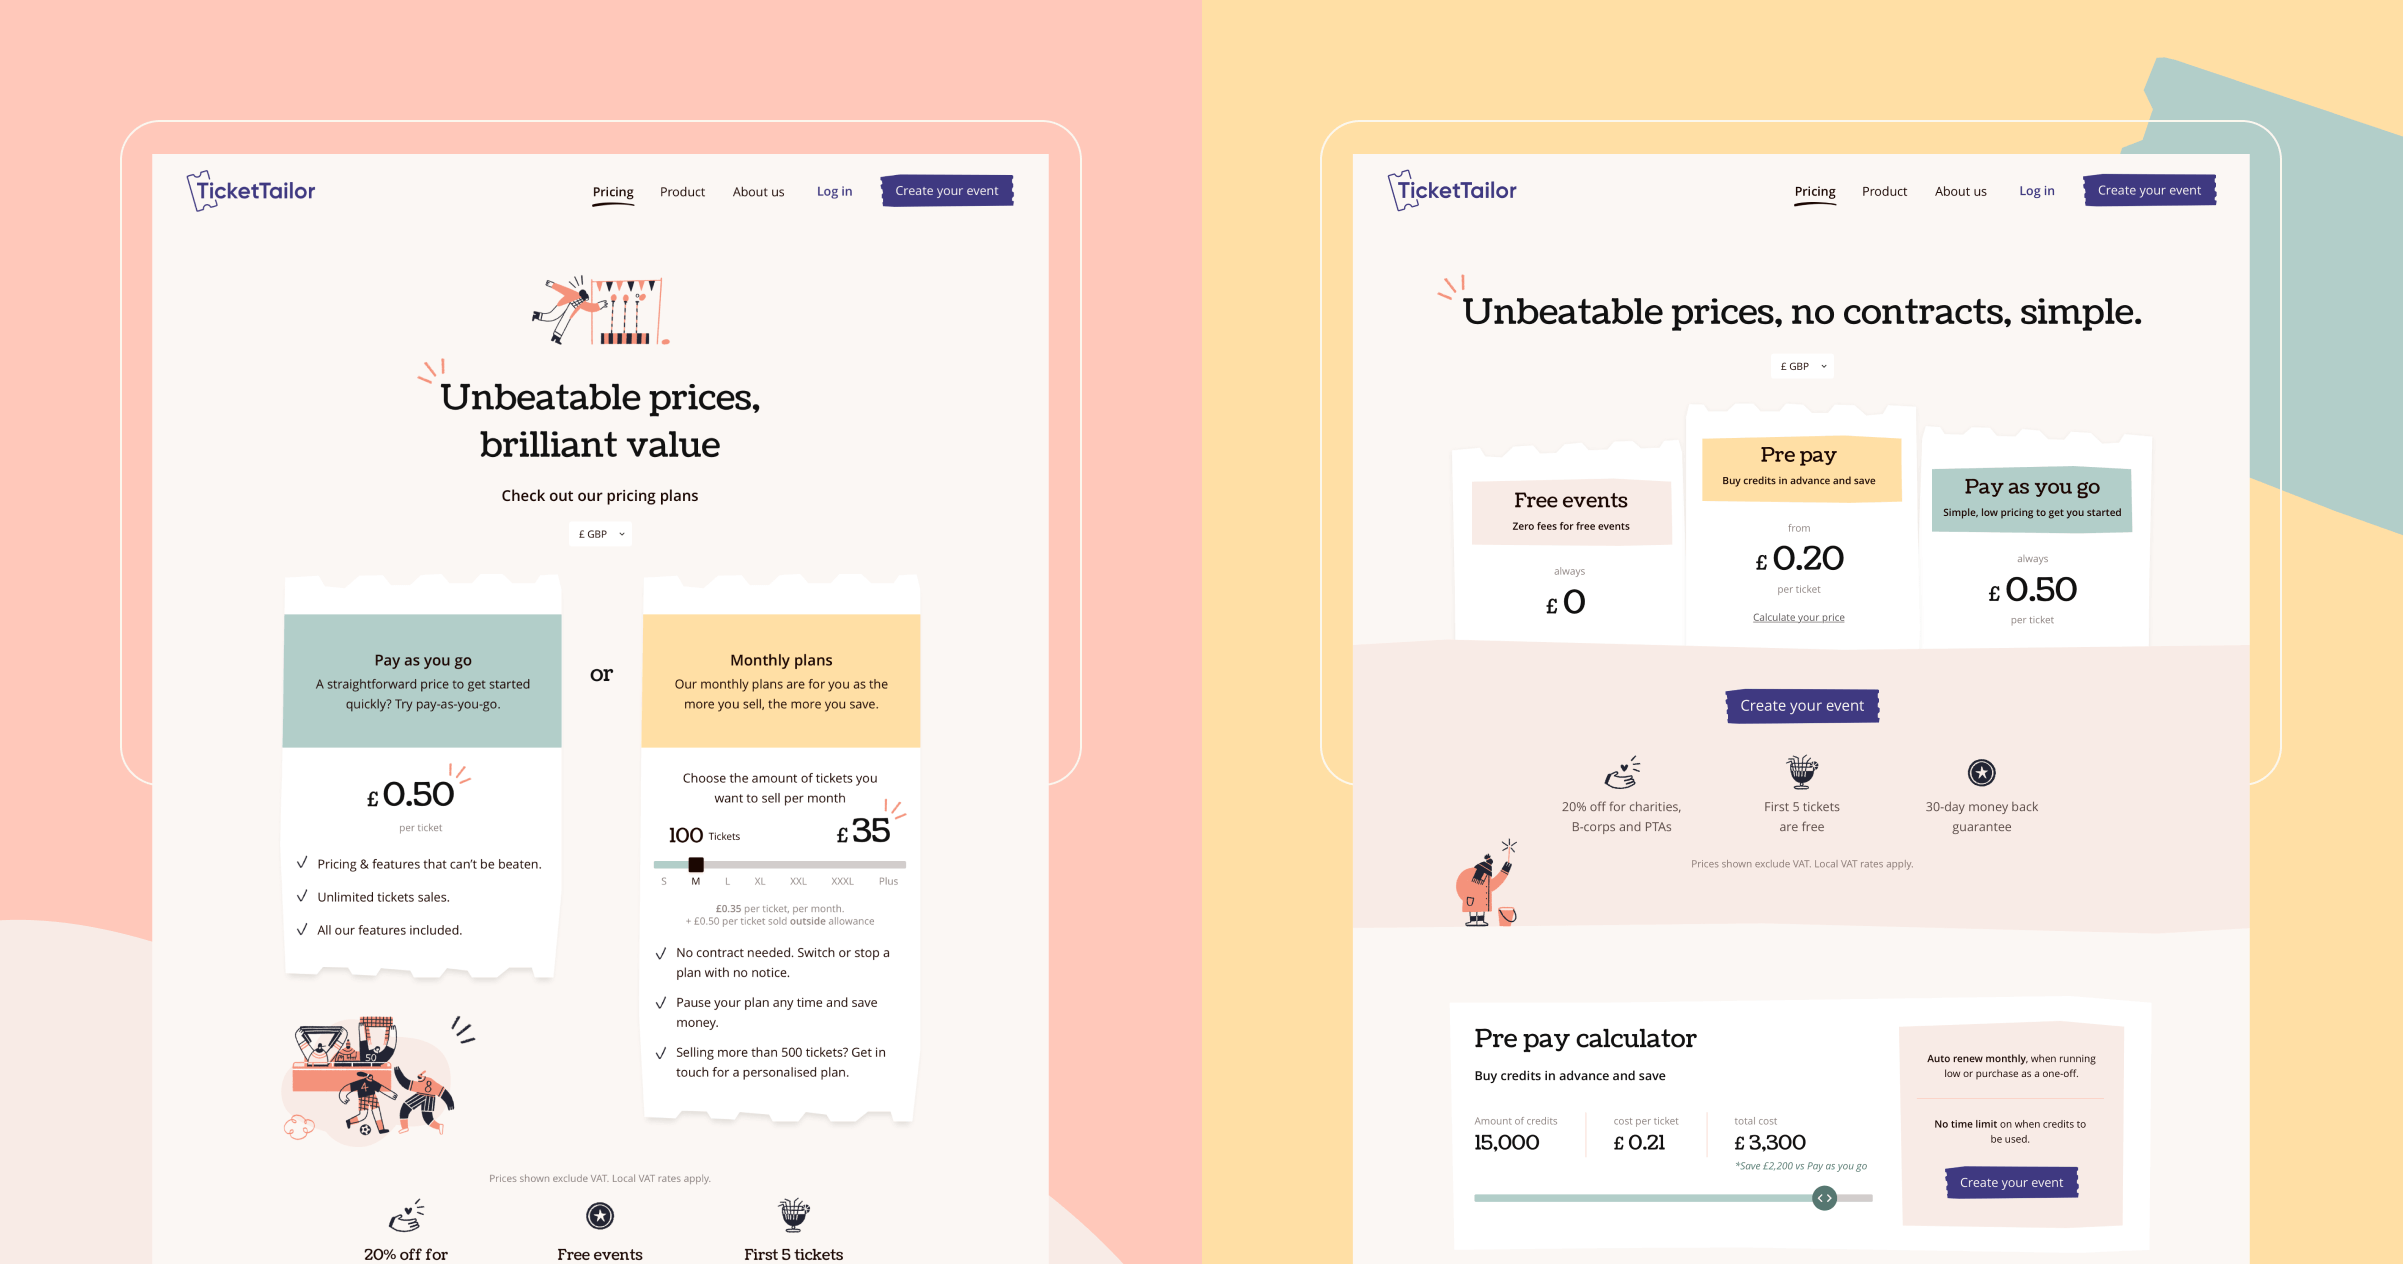 TicketTailor
Pricing Product About us Log in Create your event
Unbeatable prices,
brilliant value
Check out our pricing plans
£ GBP
Pay as you go
A straightforward price to get started
quickly? Try pay-as-you-go.
£ 0.50
per ticket
Pricing & features that can't be beaten.
Unlimited tickets sales.
All our features included.
or
Monthly plans
Our monthly plans are for you as the
more you sell, the more you save.
Choose the amount of tickets you
want to sell per month
100 Tickets £ 35
S M L XL XXL XXXL Plus
£0.35 per ticket, per month.
+ £0.50 per ticket sold outside allowance
No contract needed. Switch or stop a
plan with no notice.
Pause your plan any time and save
money.
Selling more than 500 tickets? Get in
touch for a personalised plan.
50
4
8
Prices shown exclude VAT. Local VAT rates apply.
20% off for
Free events
First 5 tickets
TicketTailor
Pricing Product About us Log in Create your event
Unbeatable prices, no contracts, simple.
£ GBP
Free events
Zero fees for free events
always
£ 0
Pre pay
Buy credits in advance and save
from
£ 0.20
per ticket
Calculate your price
Pay as you go
Simple, low pricing to get you started
always
£ 0.50
per ticket
Create your event
20% off for charities,
B-corps and PTAs
First 5 tickets
are free
30-day money back
guarantee
Prices shown exclude VAT. Local VAT rates apply.
Pre pay calculator
Buy credits in advance and save
Amount of credits
15,000
cost per ticket
£ 0.21
total cost
£ 3,300
*Save £2,200 vs Pay as you go
Auto renew monthly, when running
low or purchase as a one-off.
No time limit on when credits to
be used.
Create your event